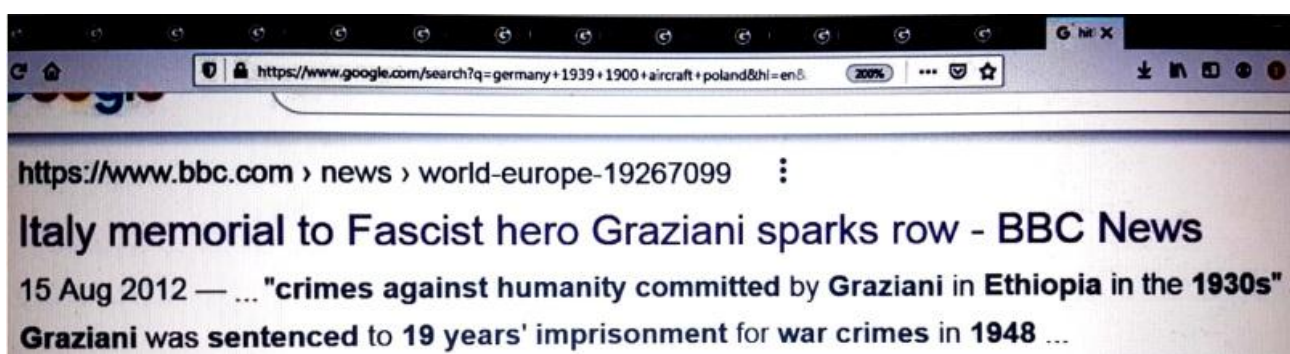 G hit X
https://www.google.com/search?q=germany+1939+1900+aircraft+poland&hl=en&
200%
https://www.bbc.com › news › world-europe-19267099
Italy memorial to Fascist hero Graziani sparks row - BBC News
15 Aug 2012 — ... "crimes against humanity committed by Graziani in Ethiopia in the 1930s"
Graziani was sentenced to 19 years' imprisonment for war crimes in 1948 ...